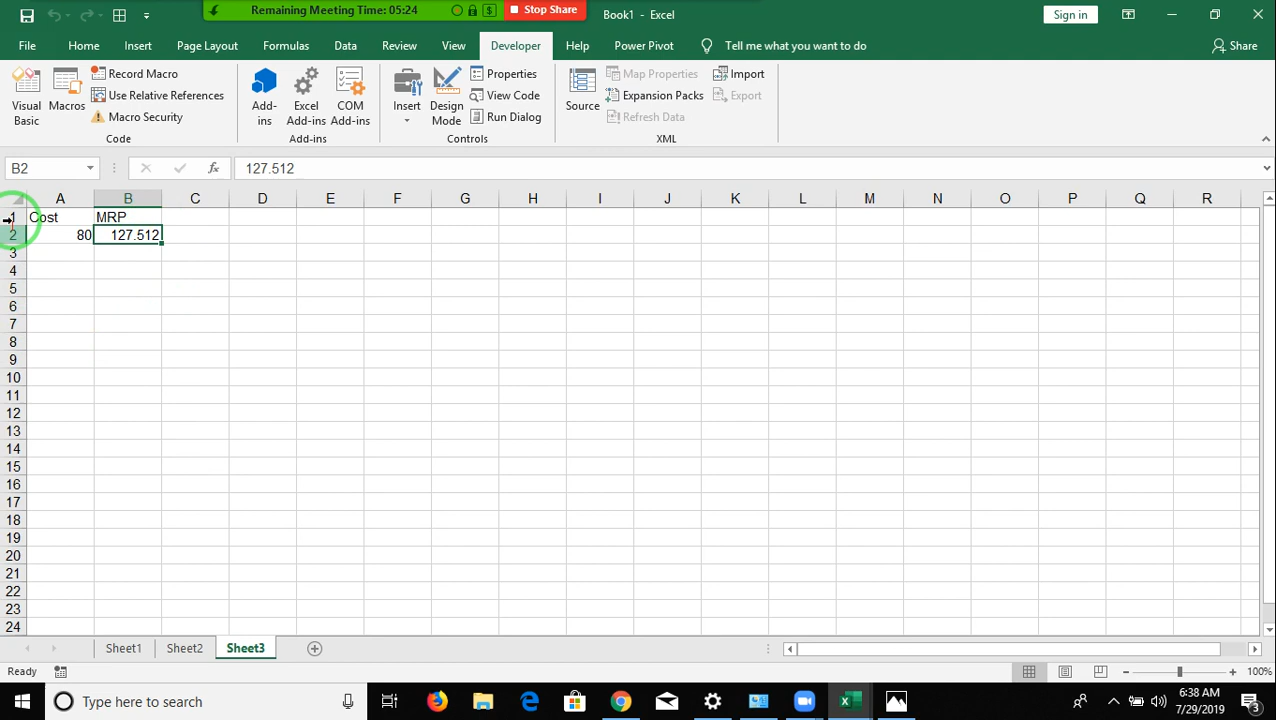 Remaining Meeting Time: 05:24 Stop Share
Book1 - Excel
Sign in
File Home Insert Page Layout Formulas Data Review View Developer Help Power Pivot Tell me what you want to do Share
Visual Basic
Macros
Record Macro
Use Relative References
Macro Security
Code
Add-ins
Excel Add-ins
COM Add-ins
Add-ins
Insert
Design Mode
Properties
View Code
Run Dialog
Controls
Source
Map Properties
Expansion Packs
Refresh Data
Import
Export
XML
B2 fx 127.512
A B C D E F G H I J K L M N O P Q R
1 Cost MRP
2 80 127.512
3
4
5
6
7
8
9
10
11
12
13
14
15
16
17
18
19
20
21
22
23
24
Sheet1 Sheet2 Sheet3
Ready 100%
Type here to search
6:38 AM
7/29/2019
3